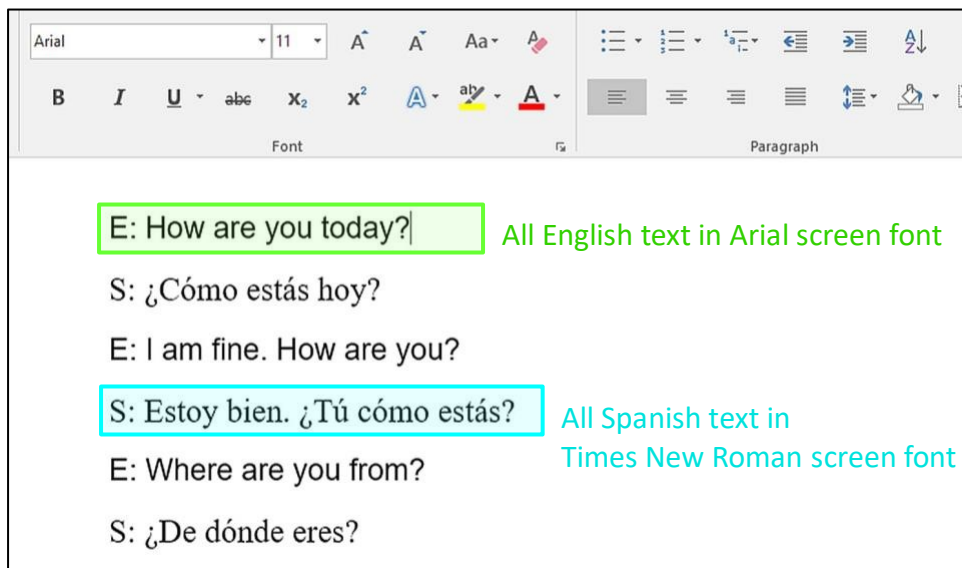 Arial 11 A A Aa A
B I U abc X₂ X² A ab A
Font Paragraph
E: How are you today?
All English text in Arial screen font
S: ¿Cómo estás hoy?
E: I am fine. How are you?
S: Estoy bien. ¿Tú cómo estás?
All Spanish text in
Times New Roman screen font
E: Where are you from?
S: ¿De dónde eres?